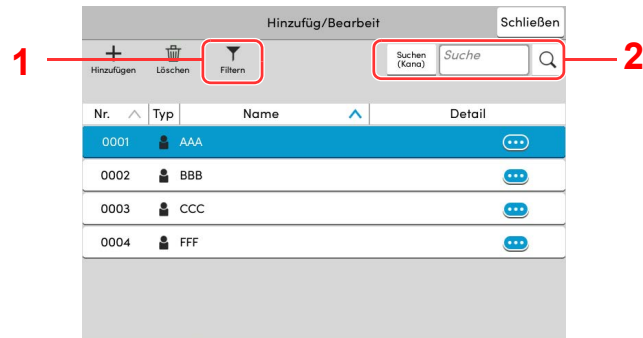 Hinzufüg/Bearbeit
Schließen
1
Hinzufügen
Löschen
Filtern
Suchen
(Kana)
Suche
2
Nr. Typ Name Detail
0001 AAA
0002 BBB
0003 CCC
0004 FFF